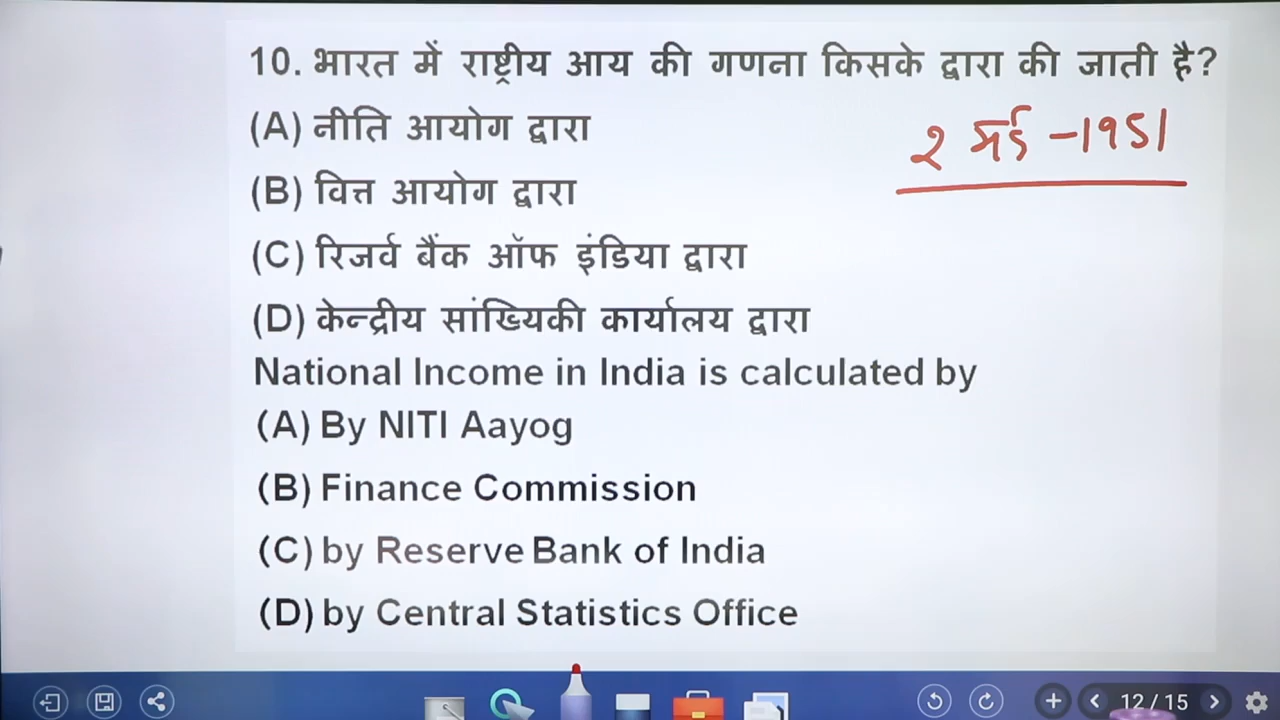 10. भारत में राष्ट्रीय आय की गणना किसके द्वारा की जाती है?
(A) नीति आयोग द्वारा
२ मई -1951
(B) वित्त आयोग द्वारा
(C) रिजर्व बैंक ऑफ इंडिया द्वारा
(D) केन्द्रीय सांख्यिकी कार्यालय द्वारा
National Income in India is calculated by
(A) By NITI Aayog
(B) Finance Commission
(C) by Reserve Bank of India
(D) by Central Statistics Office
12 / 15